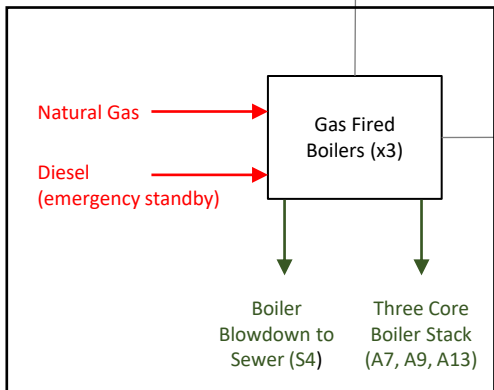 Natural Gas
Gas Fired
Boilers (x3)
Diesel
(emergency standby)
Boiler
Blowdown to
Sewer (S4)
Three Core
Boiler Stack
(A7, A9, A13)